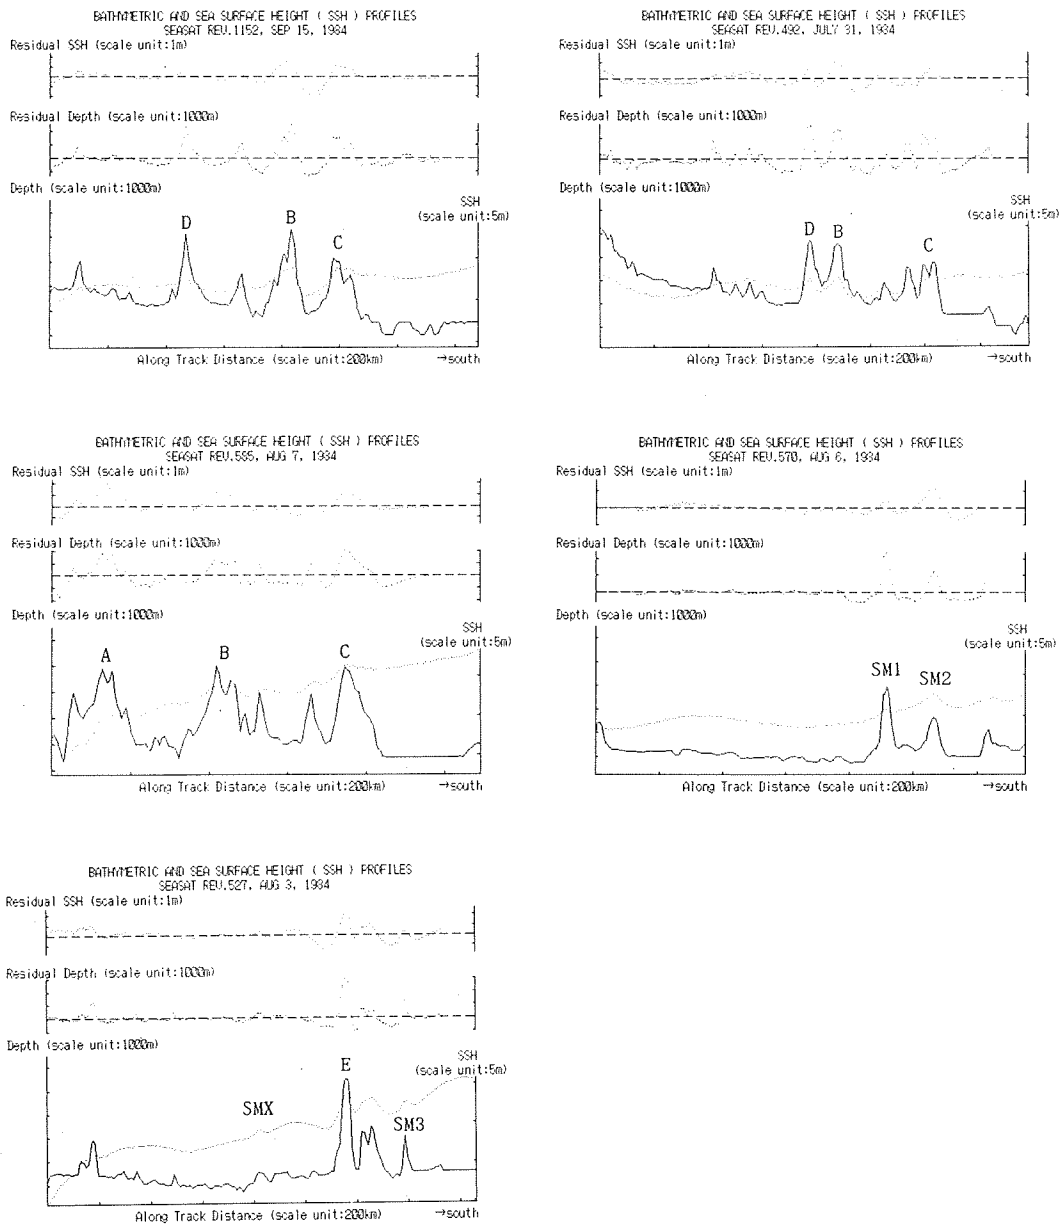 BATHYMETRIC AND SEA SURFACE HEIGHT ( SSH ) PROFILES
SEASAT REV.1152, SEP 15, 1984
Residual SSH (scale unit:1m)
Residual Depth (scale unit:1000m)
Depth (scale unit:1000m)
SSH
(scale unit:5m)
D
B
C
Along Track Distance (scale unit:200km)
→south
BATHYMETRIC AND SEA SURFACE HEIGHT ( SSH ) PROFILES
SEASAT REV.492, JULY 31, 1984
Residual SSH (scale unit:1m)
Residual Depth (scale unit:1000m)
Depth (scale unit:1000m)
SSH
(scale unit:5m)
D
B
C
Along Track Distance (scale unit:200km)
→south
BATHYMETRIC AND SEA SURFACE HEIGHT ( SSH ) PROFILES
SEASAT REV.585, AUG 7, 1984
Residual SSH (scale unit:1m)
Residual Depth (scale unit:1000m)
Depth (scale unit:1000m)
SSH
(scale unit:5m)
A
B
C
Along Track Distance (scale unit:200km)
→south
BATHYMETRIC AND SEA SURFACE HEIGHT ( SSH ) PROFILES
SEASAT REV.570, AUG 6, 1984
Residual SSH (scale unit:1m)
Residual Depth (scale unit:1000m)
Depth (scale unit:1000m)
SSH
(scale unit:5m)
SM1
SM2
Along Track Distance (scale unit:200km)
→south
BATHYMETRIC AND SEA SURFACE HEIGHT ( SSH ) PROFILES
SEASAT REV.527, AUG 3, 1984
Residual SSH (scale unit:1m)
Residual Depth (scale unit:1000m)
Depth (scale unit:1000m)
SSH
(scale unit:5m)
E
SMX
SM3
Along Track Distance (scale unit:200km)
→south